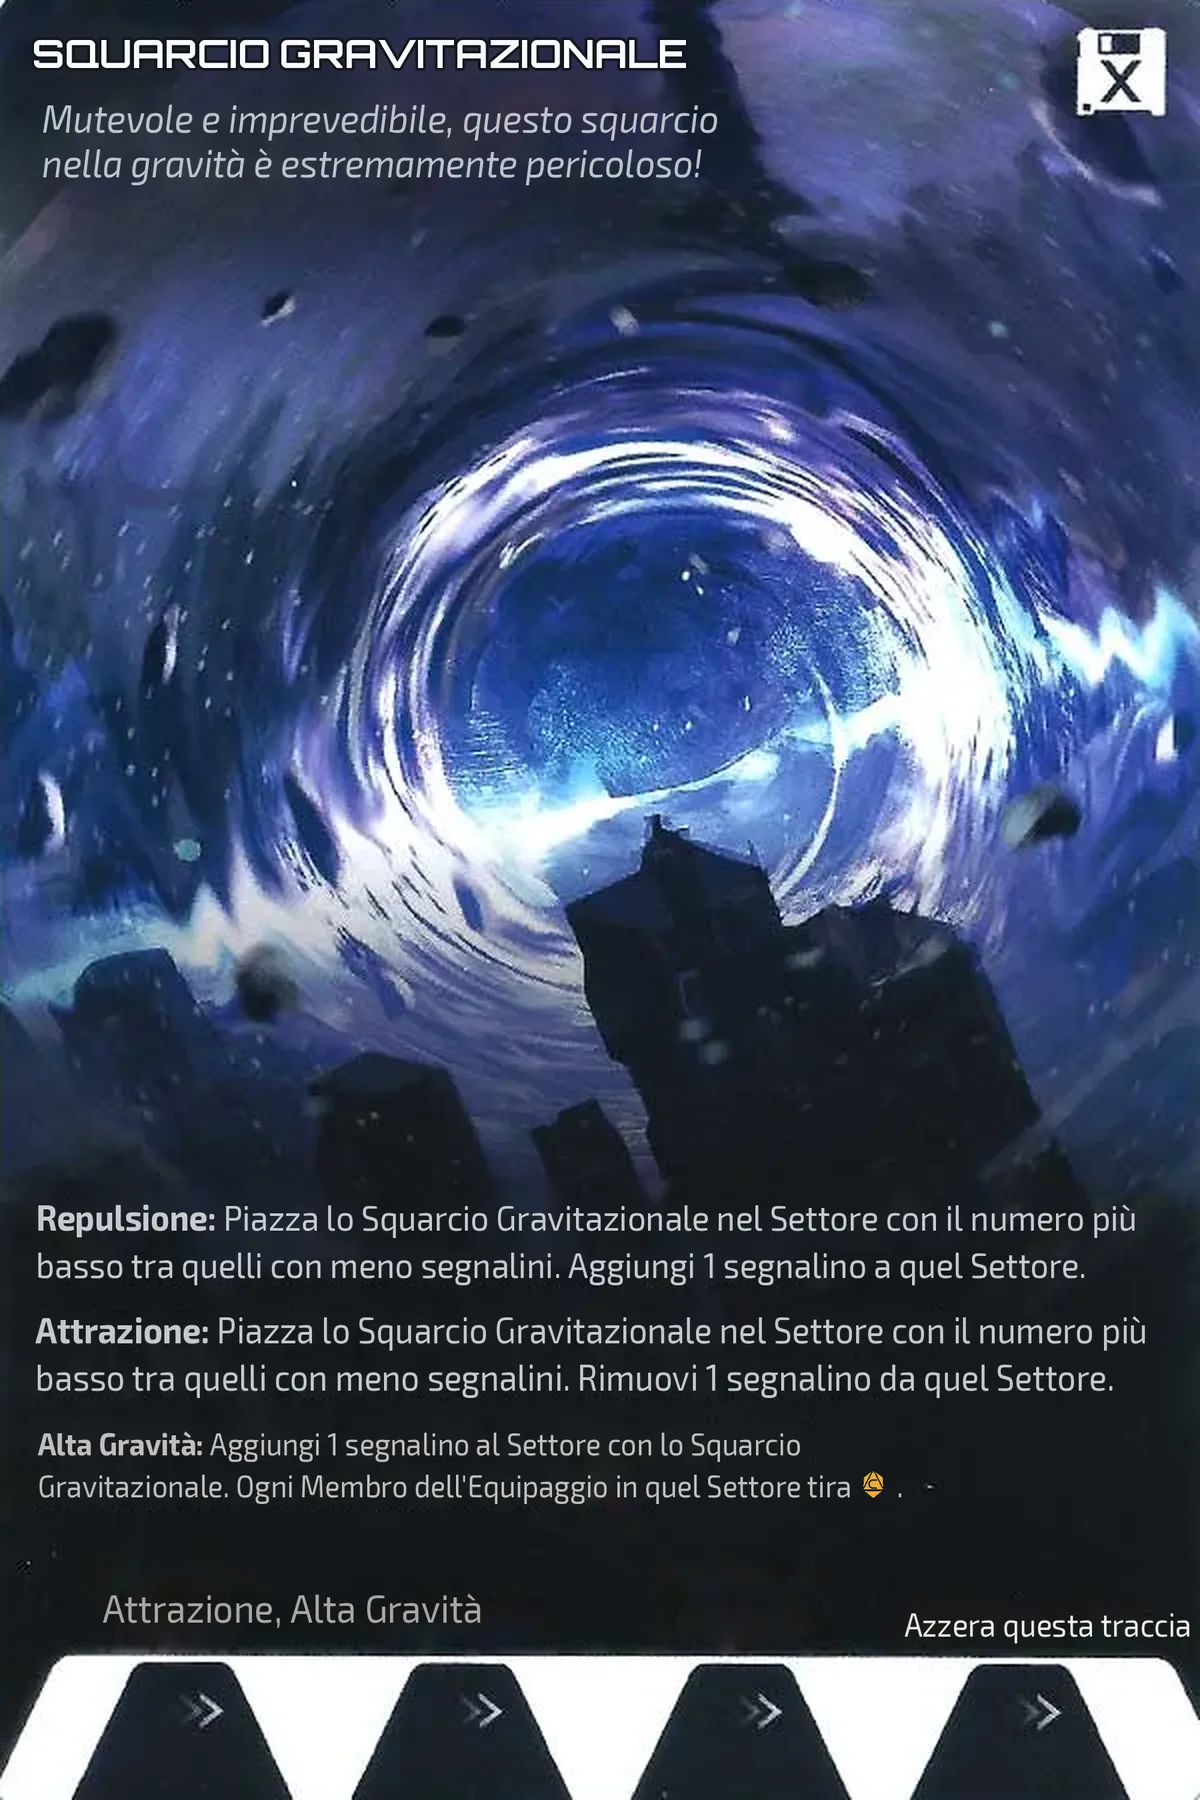 SQUARCIO GRAVITAZIONALE
X
Mutevole e imprevedibile, questo squarcio
nella gravità è estremamente pericoloso!
Repulsione: Piazza lo Squarcio Gravitazionale nel Settore con il numero più
basso tra quelli con meno segnalini. Aggiungi 1 segnalino a quel Settore.
Attrazione: Piazza lo Squarcio Gravitazionale nel Settore con il numero più
basso tra quelli con meno segnalini. Rimuovi 1 segnalino da quel Settore.
Alta Gravità: Aggiungi 1 segnalino al Settore con lo Squarcio
Gravitazionale. Ogni Membro dell'Equipaggio in quel Settore tira .
Attrazione, Alta Gravità
Azzera questa traccia